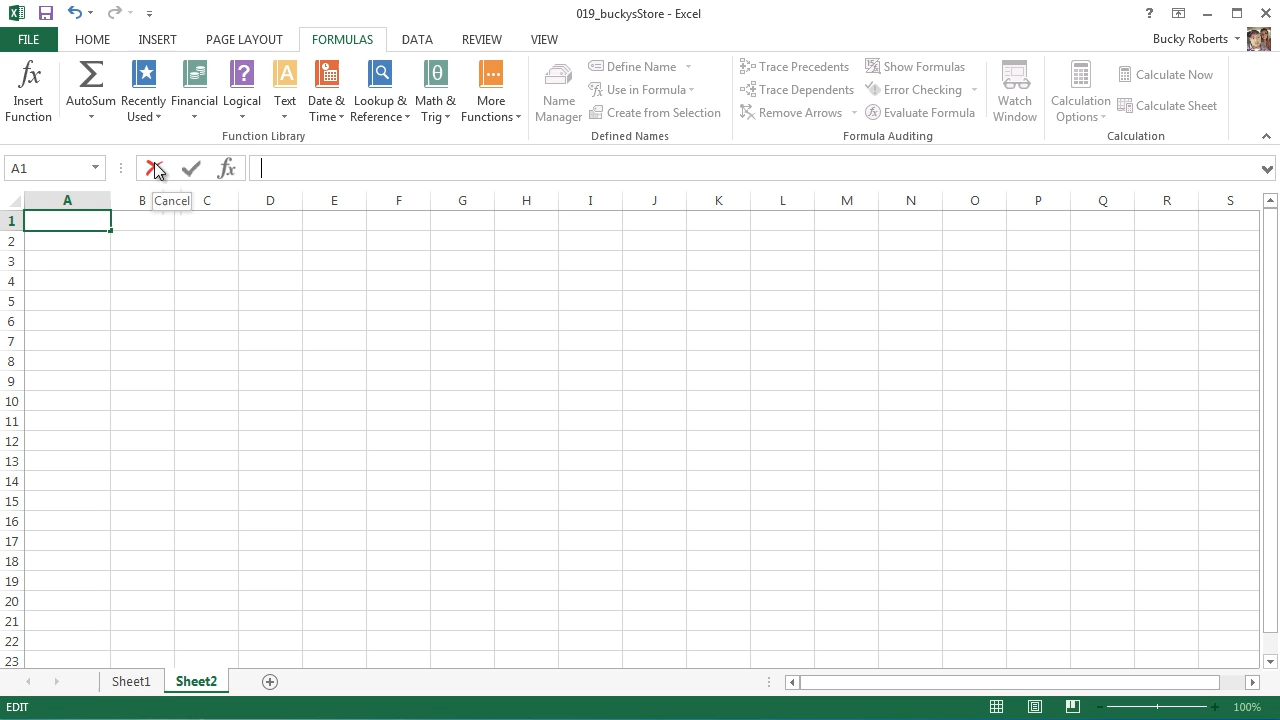 019_buckysStore - Excel
?
FILE HOME INSERT PAGE LAYOUT FORMULAS DATA REVIEW VIEW Bucky Roberts
fx Σ ? A θ ...
Insert Function
AutoSum
Recently Used
Financial
Logical
Text
Date & Time
Lookup & Reference
Math & Trig
More Functions
Function Library
Name Manager
Define Name
Use in Formula
Create from Selection
Defined Names
Trace Precedents
Trace Dependents
Remove Arrows
Show Formulas
Error Checking
Evaluate Formula
Formula Auditing
Watch Window
Calculation Options
Calculate Now
Calculate Sheet
Calculation
A1 fx
Cancel
A B C D E F G H I J K L M N O P Q R S
1
2
3
4
5
6
7
8
9
10
11
12
13
14
15
16
17
18
19
20
21
22
23
Sheet1 Sheet2
EDIT 100%